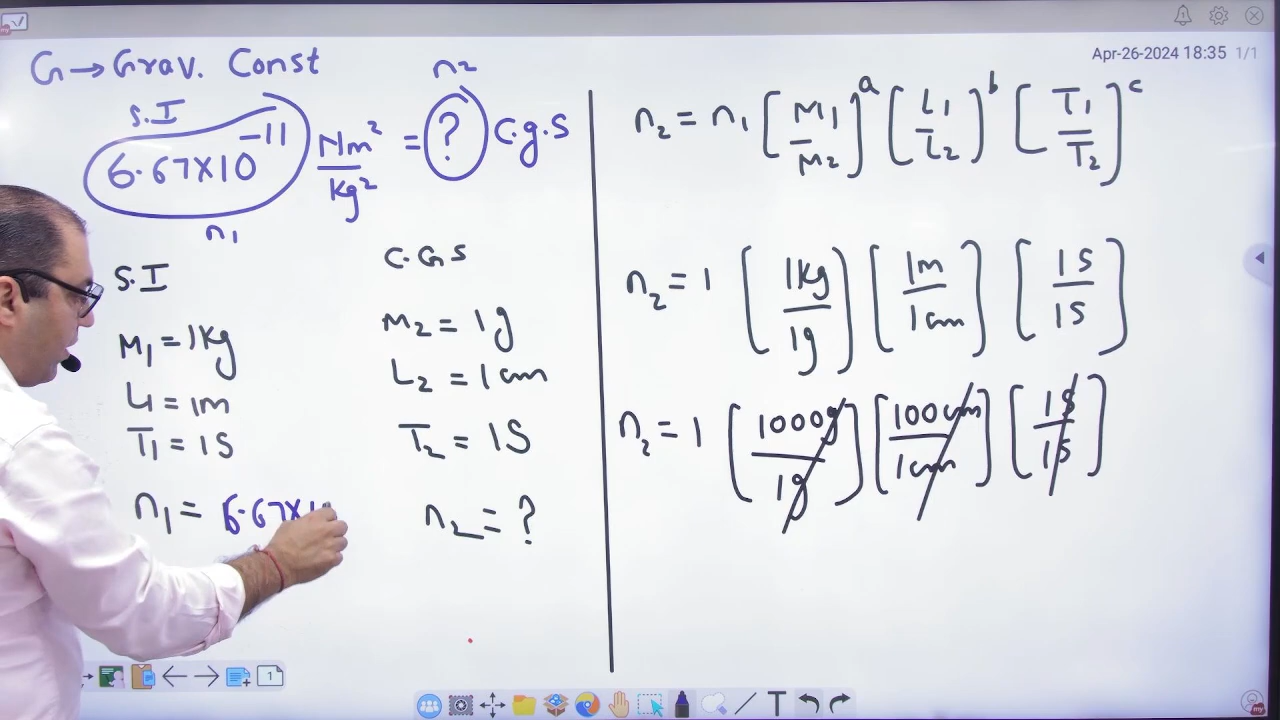 Apr-26-2024 18:35 1/1
G → Grav. Const
S.I
n2
6.67×10^-11 Nm²/kg² = ? C.g.S
n1
S.I
M1 = 1kg
L1 = 1m
T1 = 1S
n1 = 6.67×1
C.G.S
M2 = 1g
L2 = 1cm
T2 = 1S
n2 = ?
n2 = n1 [M1/M2]^a [L1/L2]^b [T1/T2]^c
n2 = 1 [1kg/1g] [1m/1cm] [1S/1S]
n2 = 1 [1000g/1g] [100cm/1cm] [1S/1S]
1
T